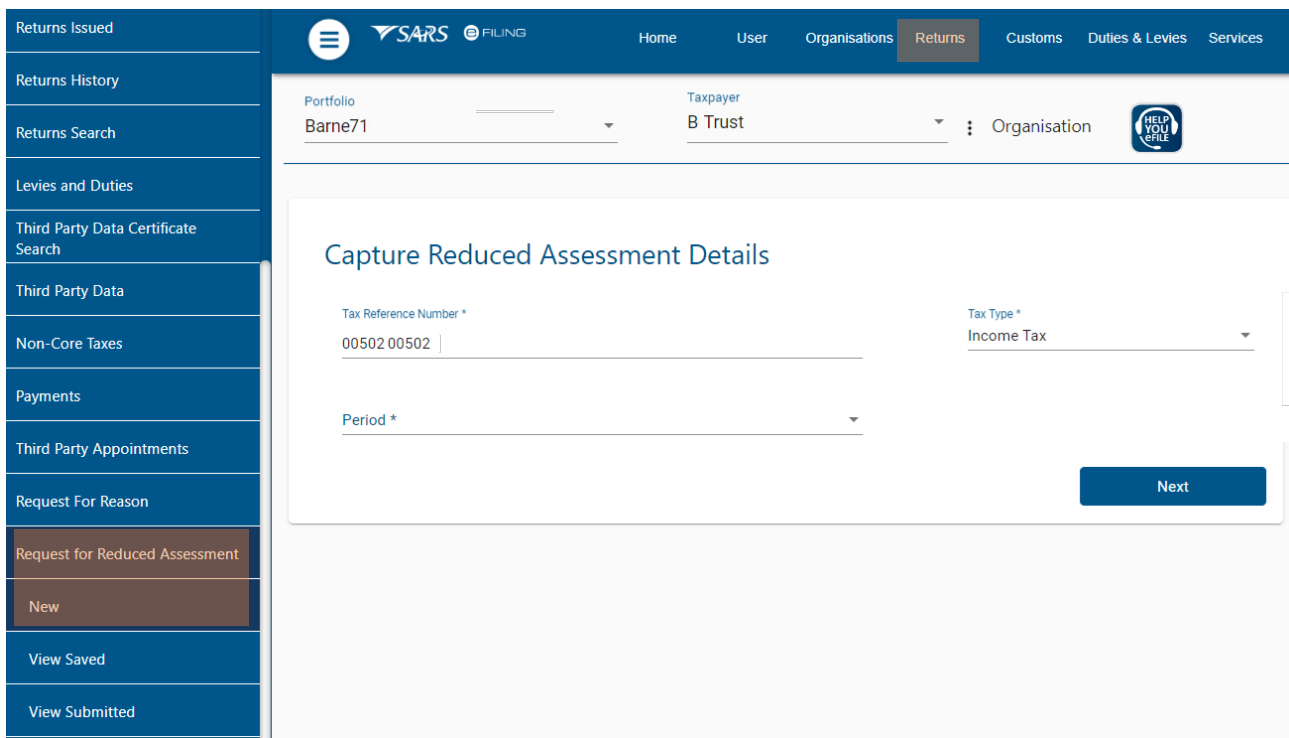 Returns Issued
Returns History
Returns Search
Levies and Duties
Third Party Data Certificate
Search
Third Party Data
Non-Core Taxes
Payments
Third Party Appointments
Request For Reason
Request for Reduced Assessment
New
View Saved
View Submitted
SARS e FILING
Home User Organisations Returns Customs Duties & Levies Services
Portfolio
Barne71
Taxpayer
B Trust
Organisation
HELP
YOU
eFILE
Capture Reduced Assessment Details
Tax Reference Number *
00502 00502
Tax Type *
Income Tax
Period *
Next